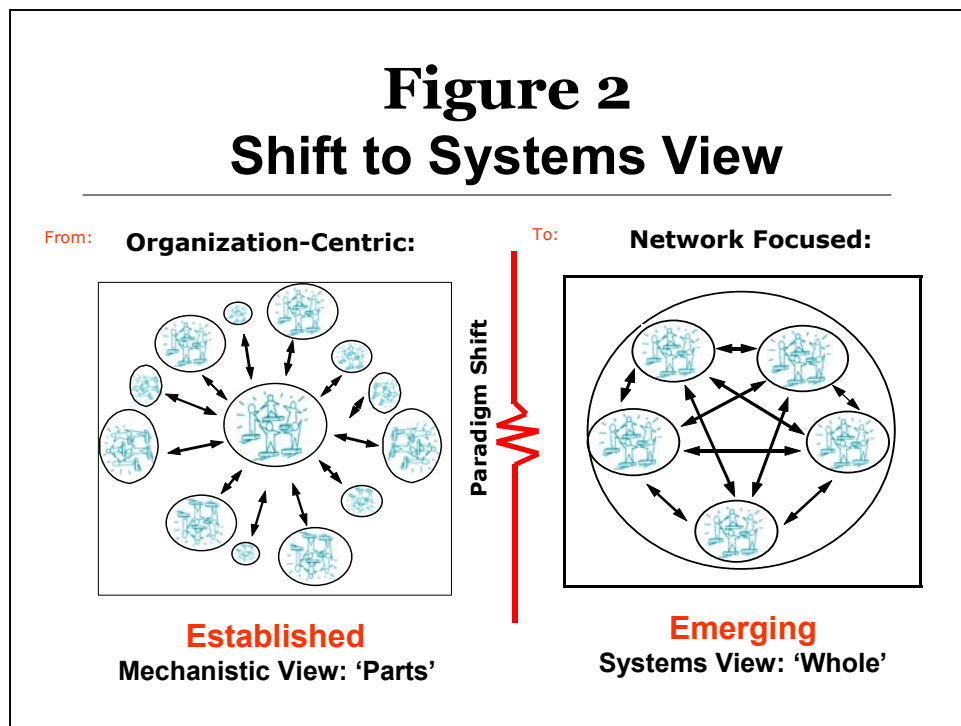 Figure 2
Shift to Systems View
From:
Organization-Centric:
To:
Network Focused:
Paradigm Shift
Established
Mechanistic View: ‘Parts’
Emerging
Systems View: ‘Whole’